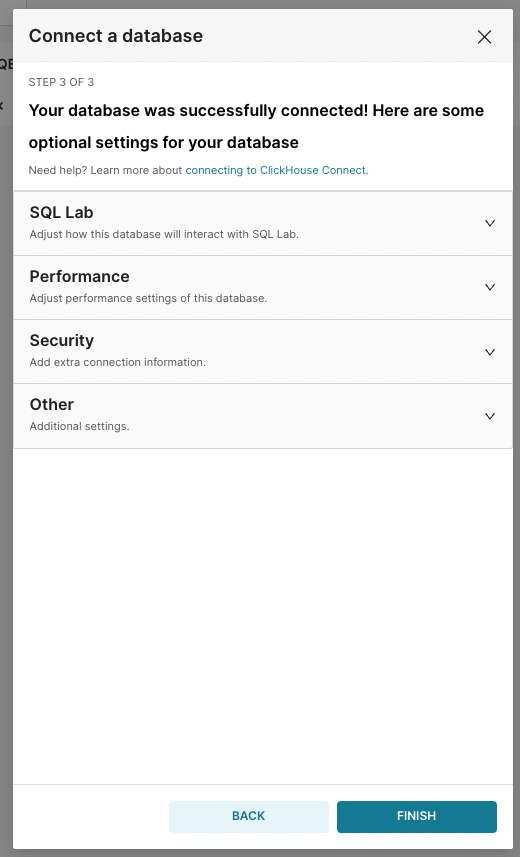 Connect a database
STEP 3 OF 3
Your database was successfully connected! Here are some
optional settings for your database
Need help? Learn more about connecting to ClickHouse Connect.
SQL Lab
Adjust how this database will interact with SQL Lab.
Performance
Adjust performance settings of this database.
Security
Add extra connection information.
Other
Additional settings.
BACK
FINISH